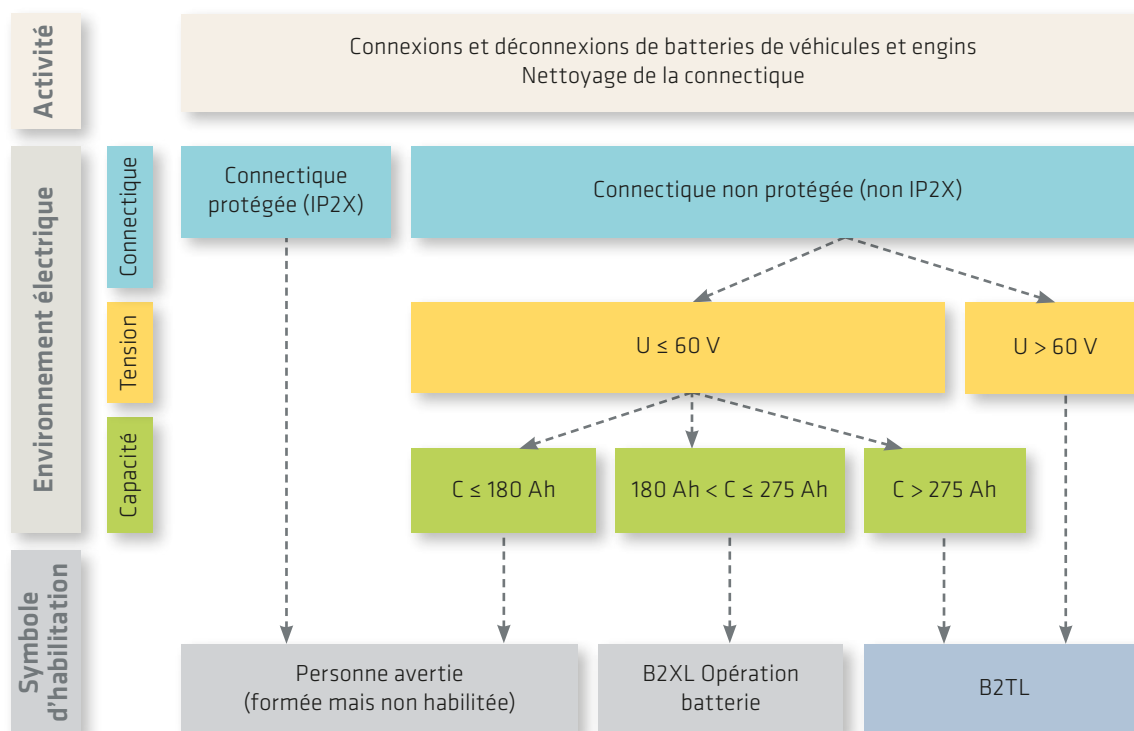 Activité
Connexions et déconnexions de batteries de véhicules et engins
Nettoyage de la connectique
Environnement électrique
Connectique
Connectique
protégée (IP2X)
Connectique non protégée (non IP2X)
Tension
U ≤ 60 V
U > 60 V
Capacité
C ≤ 180 Ah
180 Ah < C ≤ 275 Ah
C > 275 Ah
Symbole
d'habilitation
Personne avertie
(formée mais non habilitée)
B2XL Opération
batterie
B2TL